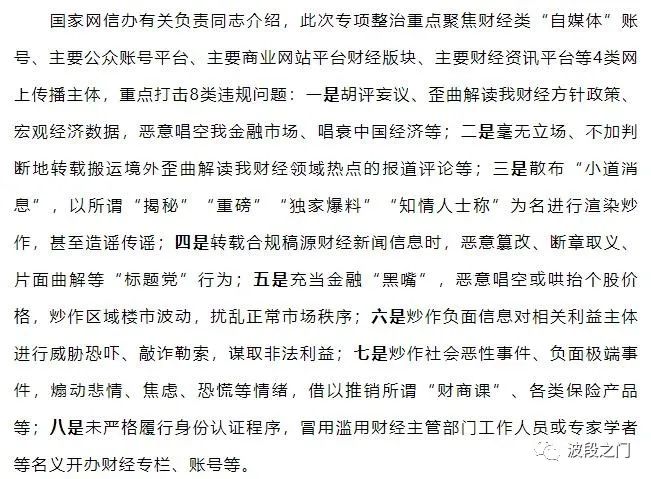 国家网信办有关负责同志介绍，此次专项整治重点聚焦财经类“自媒体”账
号、主要公众账号平台、主要商业网站平台财经版块、主要财经资讯平台等4类网
上传播主体，重点打击8类违规问题：一是胡评妄议、歪曲解读我财经方针政策、
宏观经济数据，恶意唱空我金融市场、唱衰中国经济等；二是毫无立场、不加判
断地转载搬运境外歪曲解读我财经领域热点的报道评论等；三是散布“小道消
息”，以所谓“揭秘”“重磅”“独家爆料”“知情人士称”为名进行渲染炒
作，甚至造谣传谣；四是转载合规稿源财经新闻信息时，恶意篡改、断章取义、
片面曲解等“标题党”行为；五是充当金融“黑嘴”，恶意唱空或哄抬个股价
格，炒作区域楼市波动，扰乱正常市场秩序；六是炒作负面信息对相关利益主体
进行威胁恐吓、敲诈勒索，谋取非法利益；七是炒作社会恶性事件、负面极端事
件，煽动悲情、焦虑、恐慌等情绪，借以推销所谓“财商课”、各类保险产品
等；八是未严格履行身份认证程序，冒用滥用财经主管部门工作人员或专家学者
等名义开办财经专栏、账号等。
波段之门